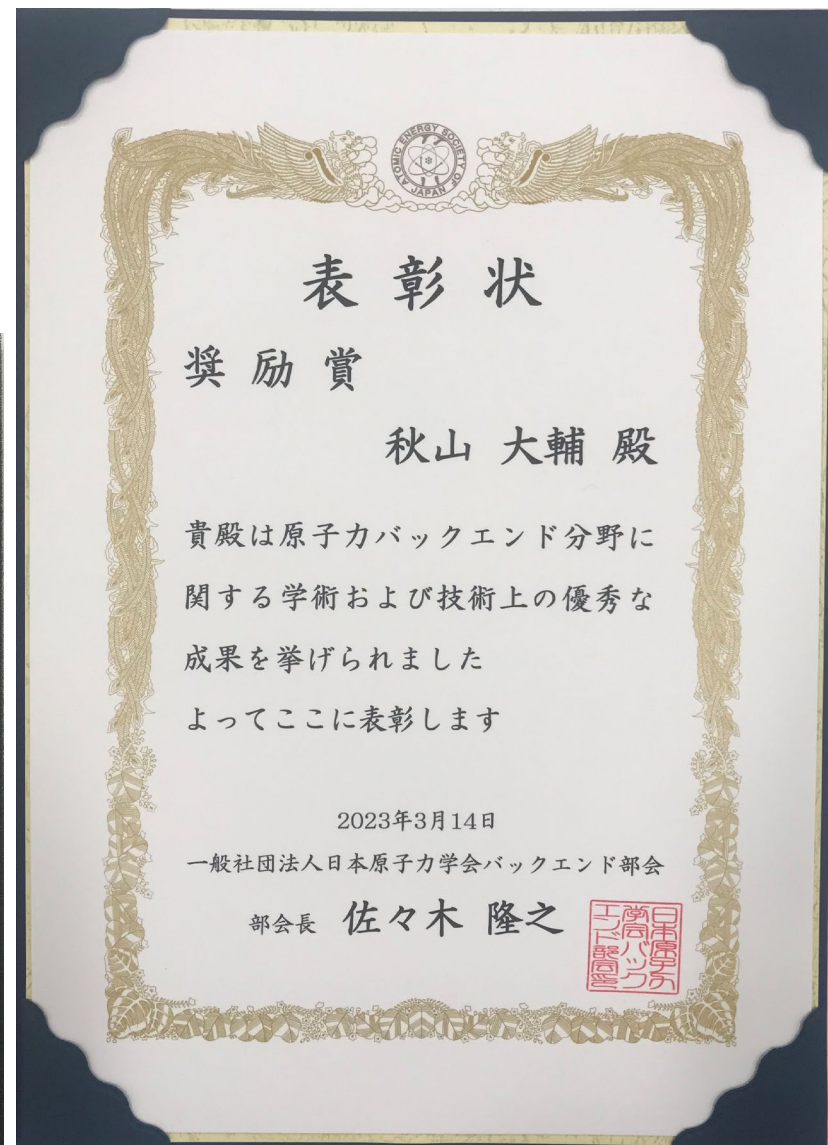 ATOMIC ENERGY SOCIETY OF JAPAN
表彰状
奨励賞
秋山 大輔 殿
貴殿は原子力バックエンド分野に
関する学術および技術上の優秀な
成果を挙げられました
よってここに表彰します
2023年3月14日
一般社団法人日本原子力学会バックエンド部会
部会長 佐々木 隆之
日本原子力
学会バック
エンド部会印